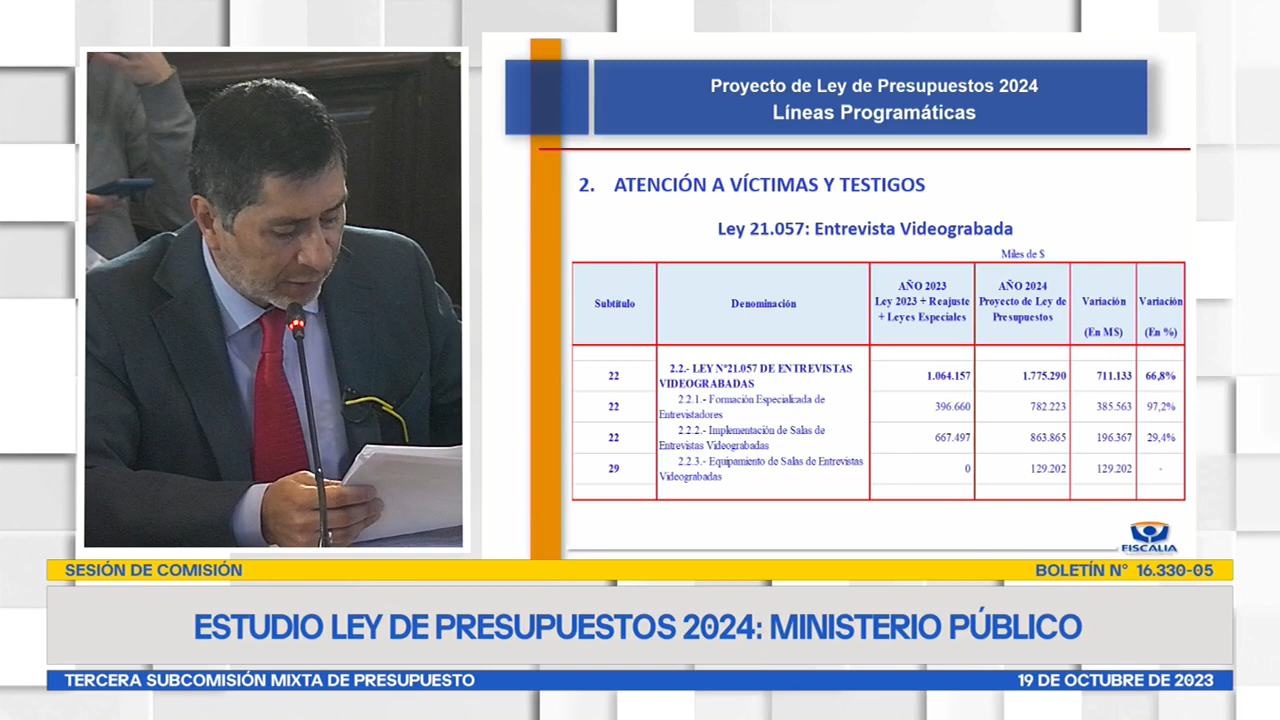 Proyecto de Ley de Presupuestos 2024
Líneas Programáticas
2. ATENCIÓN A VÍCTIMAS Y TESTIGOS
Ley 21.057: Entrevista Videograbada
Miles de $
Subtítulo
Denominación
AÑO 2023
Ley 2023 + Reajuste
+ Leyes Especiales
AÑO 2024
Proyecto de Ley de
Presupuestos
Variación
(En M$)
Variación
(En %)
22
2.2.- LEY N°21.057 DE ENTREVISTAS
VIDEOGRABADAS
1.064.157
1.775.290
711.133
66,8%
22
2.2.1.- Formación Especializada de
Entrevistadores
396.660
782.223
385.563
97,2%
22
2.2.2.- Implementación de Salas de
Entrevistas Videograbadas
667.497
863.865
196.367
29,4%
29
2.2.3.- Equipamiento de Salas de Entrevistas
Videograbadas
0
129.202
129.202
-
FISCALIA
SESIÓN DE COMISIÓN
BOLETÍN N° 16.330-05
ESTUDIO LEY DE PRESUPUESTOS 2024: MINISTERIO PÚBLICO
TERCERA SUBCOMISIÓN MIXTA DE PRESUPUESTO
19 DE OCTUBRE DE 2023